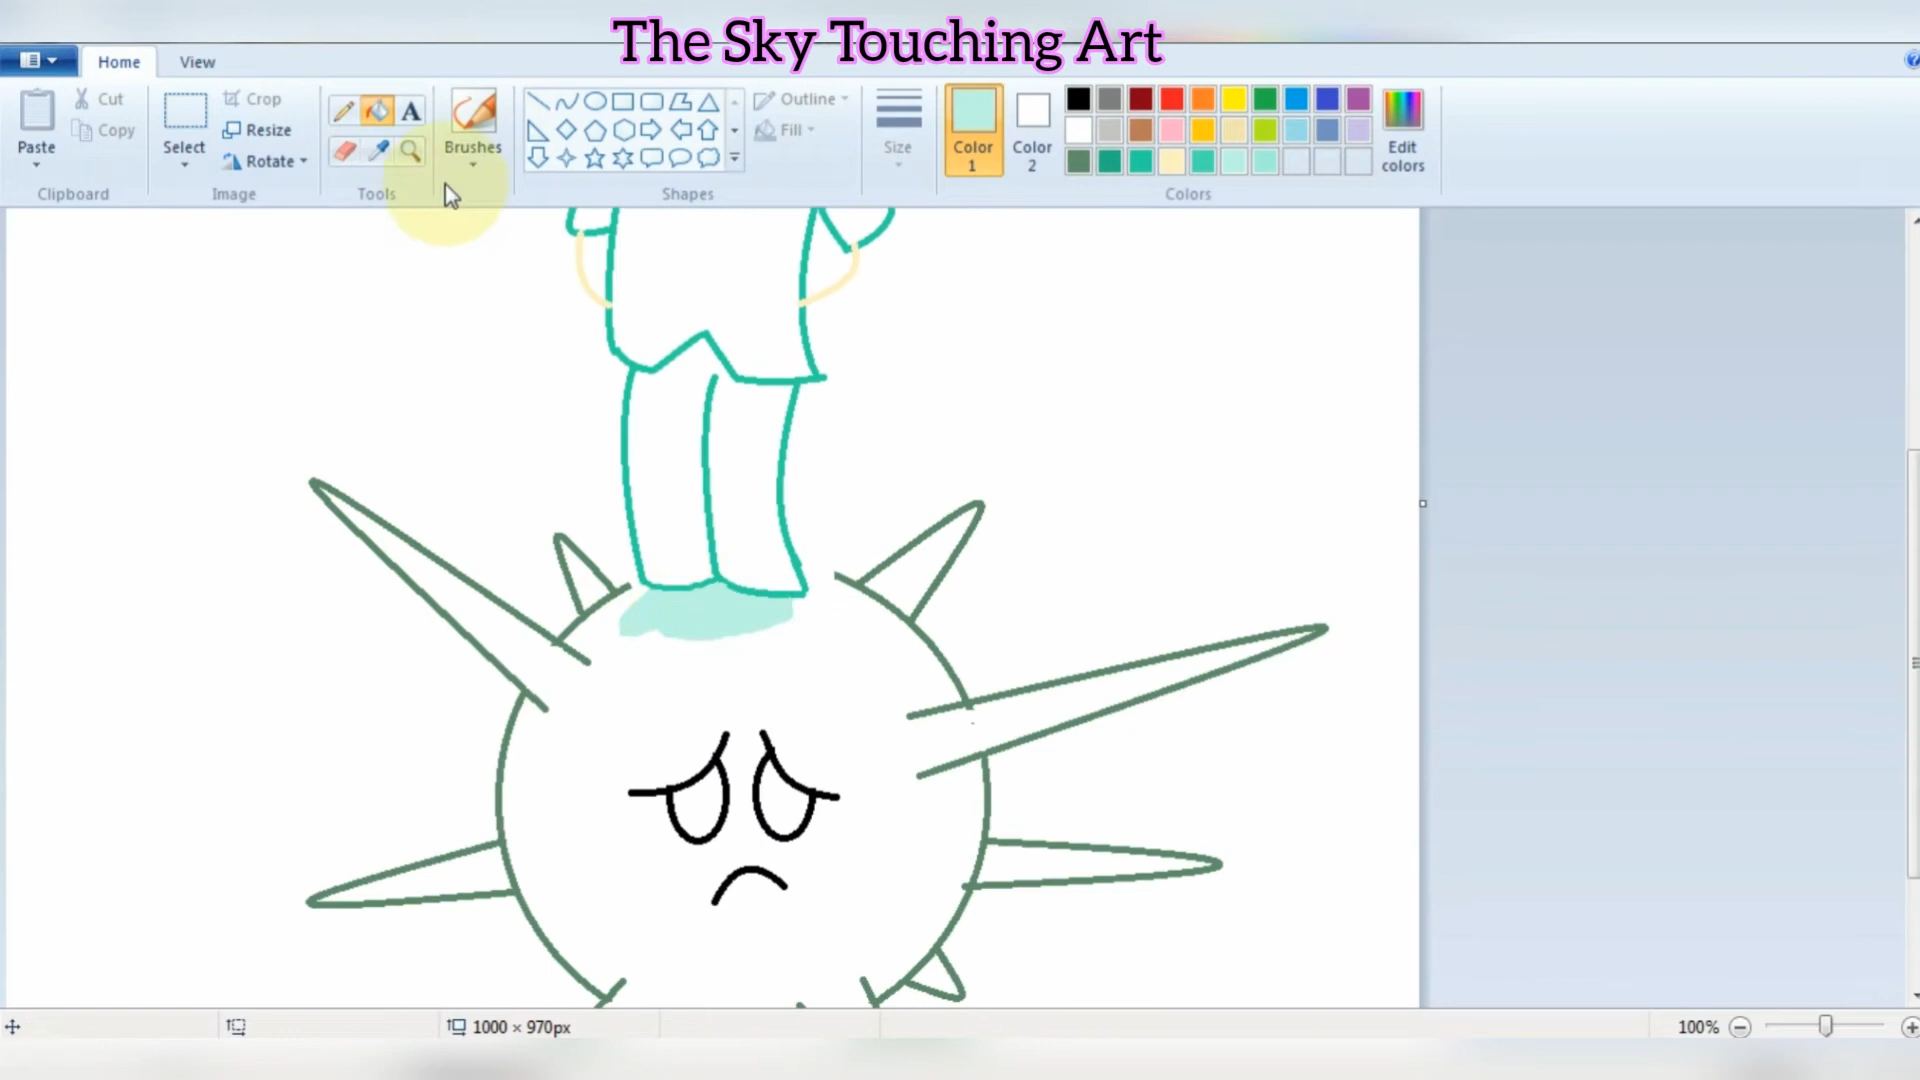 The Sky Touching Art
Home View
Cut
Copy
Paste
Clipboard
Crop
Resize
Rotate
Select
Image
A
Tools
Brushes
Outline
Fill
Shapes
Size
Color
1
Color
2
Edit
colors
Colors
1000 × 970px
100%